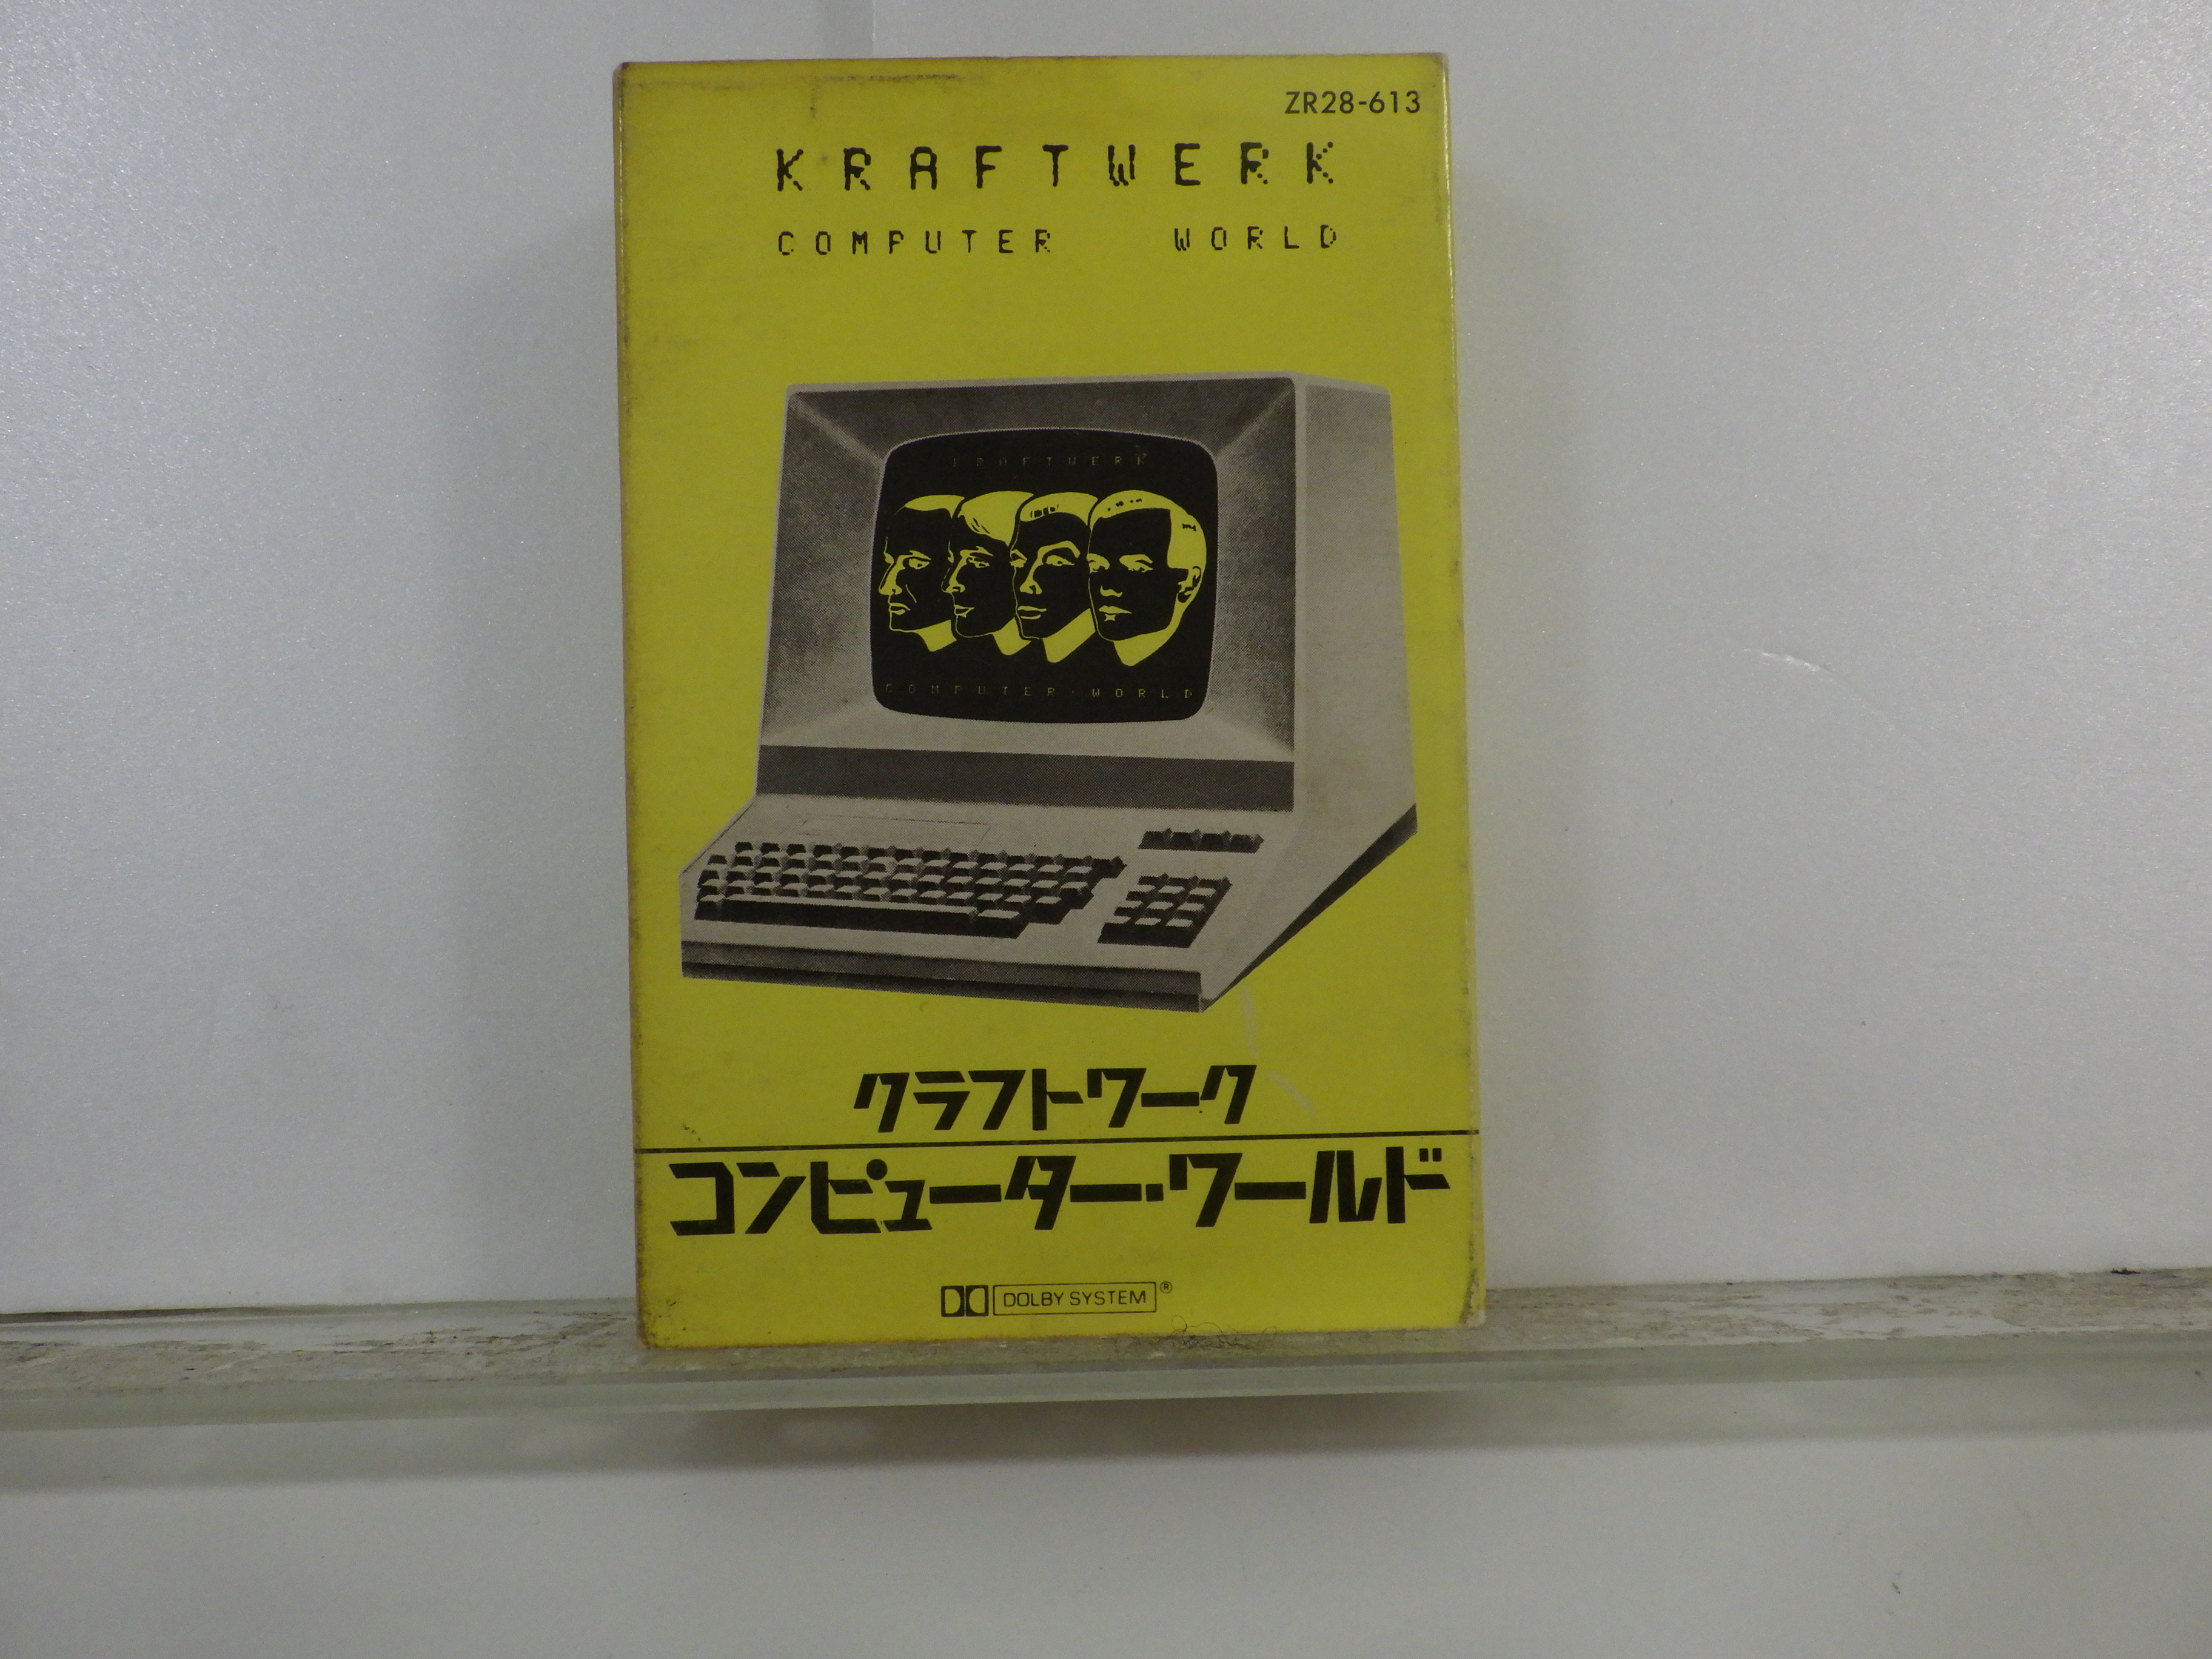 ZR28-613
KRAFTWERK
COMPUTER WORLD
KRAFTWERK
COMPUTER·WORLD
クラフトワーク
コンピューター・ワールド
DOLBY SYSTEM®